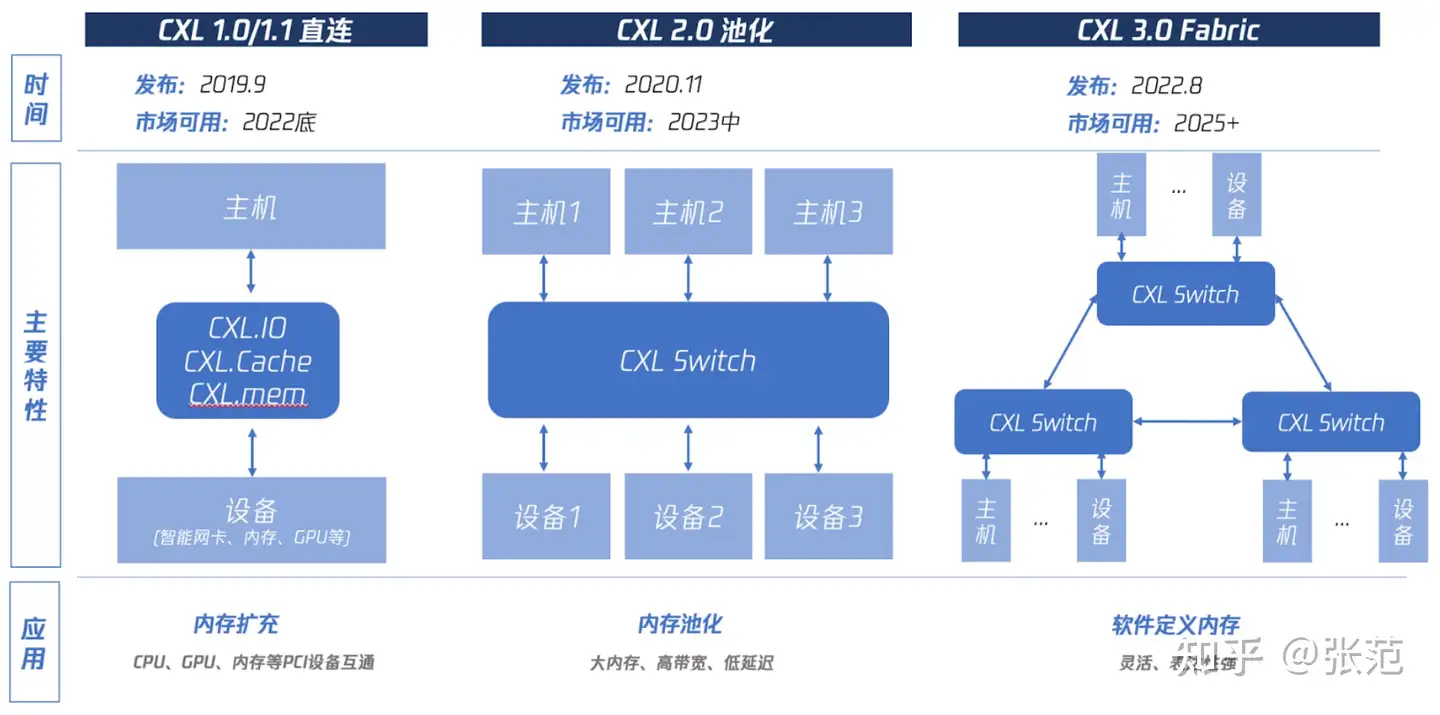 CXL 1.0/1.1 直连
CXL 2.0 池化
CXL 3.0 Fabric
时间
发布: 2019.9
市场可用: 2022底
发布: 2020.11
市场可用: 2023中
发布: 2022.8
市场可用: 2025+
主要特性
主机
CXL.IO
CXL.Cache
CXL.mem
设备
(智能网卡、内存、GPU等)
主机1
主机2
主机3
CXL Switch
设备1
设备2
设备3
主机
...
设备
CXL Switch
CXL Switch
CXL Switch
主机
...
设备
主机
...
设备
应用
内存扩充
CPU、GPU、内存等PCI设备互通
内存池化
大内存、高带宽、低延迟
软件定义内存
灵活、表达性强
知乎 @张范